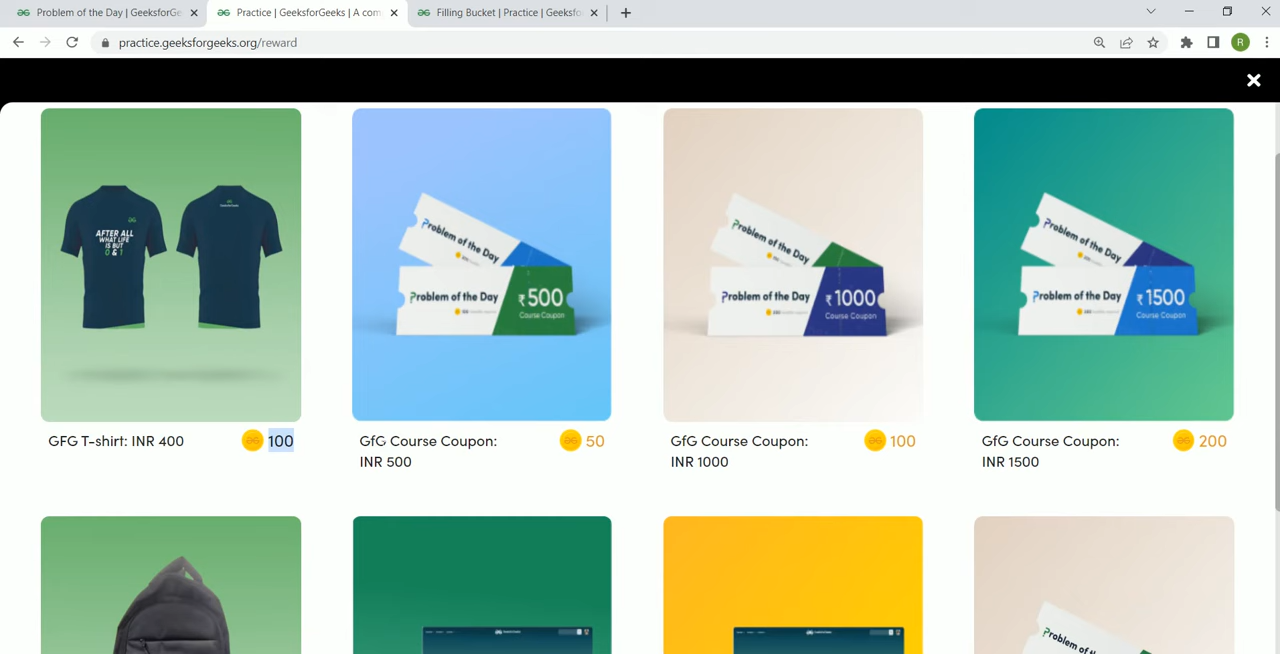 Problem of the Day | GeeksforGe
Practice | GeeksforGeeks | A com
Filling Bucket | Practice | Geeksfo
practice.geeksforgeeks.org/reward
R
AFTER ALL
WHAT LIFE
IS BUT
0 & 1
Problem of the Day
Problem of the Day
₹500
Course Coupon
Problem of the Day
Problem of the Day
₹1000
Course Coupon
Problem of the Day
Problem of the Day
₹1500
Course Coupon
GFG T-shirt: INR 400
100
GfG Course Coupon:
INR 500
50
GfG Course Coupon:
INR 1000
100
GfG Course Coupon:
INR 1500
200
Problem of the Day